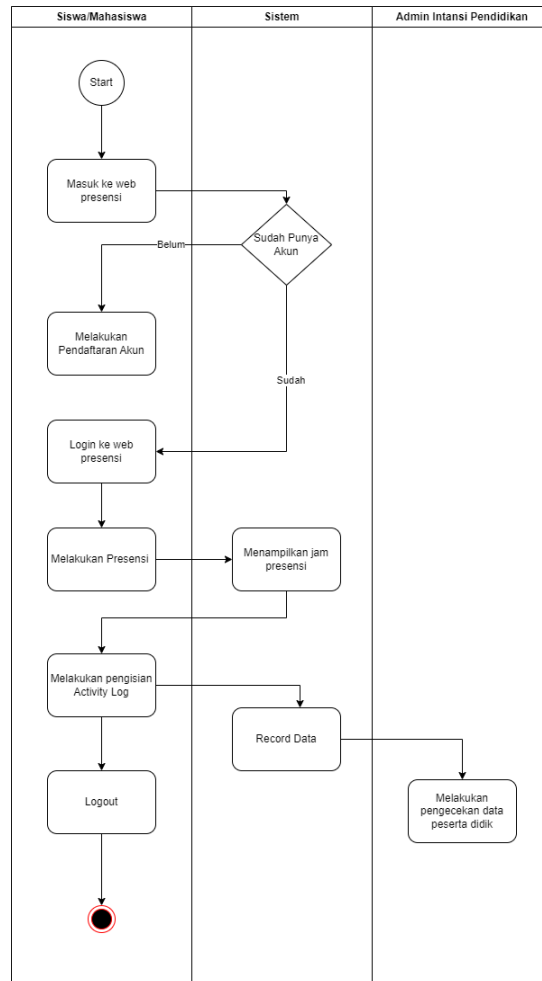 Siswa/Mahasiswa
Sistem
Admin Intansi Pendidikan
Start
Masuk ke web
presensi
Sudah Punya
Akun
Belum
Melakukan
Pendaftaran Akun
Sudah
Login ke web
presensi
Melakukan Presensi
Menampilkan jam
presensi
Melakukan pengisian
Activity Log
Record Data
Logout
Melakukan
pengecekan data
peserta didik